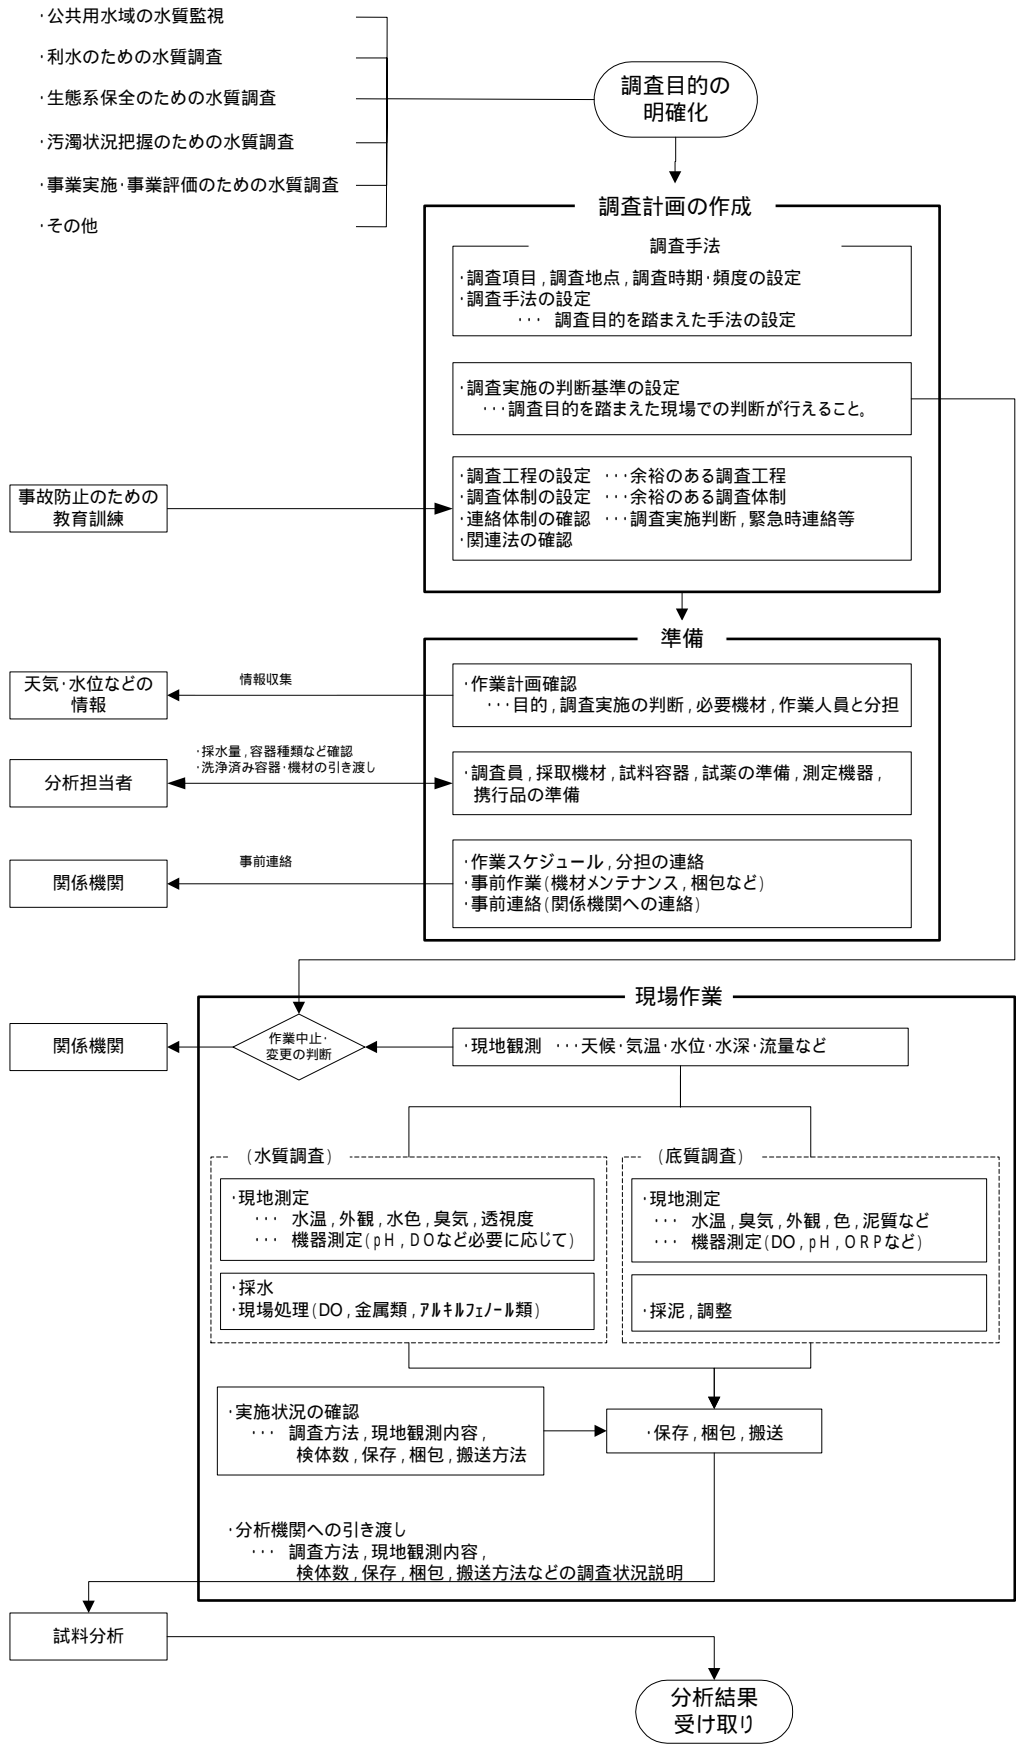 ・公共用水域の水質監視
・利水のための水質調査
・生態系保全のための水質調査
・汚濁状況把握のための水質調査
・事業実施・事業評価のための水質調査
・その他
調査目的の
明確化
調査計画の作成
調査手法
・調査項目，調査地点，調査時期・頻度の設定
・調査手法の設定
・・・ 調査目的を踏まえた手法の設定
・調査実施の判断基準の設定
・・・調査目的を踏まえた現場での判断が行えること。
事故防止のための
教育訓練
・調査工程の設定 ・・・余裕のある調査工程
・調査体制の設定 ・・・余裕のある調査体制
・連絡体制の確認 ・・・調査実施判断，緊急時連絡等
・関連法の確認
準備
天気・水位などの
情報
情報収集
・作業計画確認
・・・目的，調査実施の判断，必要機材，作業人員と分担
分析担当者
・採水量，容器種類など確認
・洗浄済み容器・機材の引き渡し
・調査員，採取機材，試料容器，試薬の準備，測定機器，
携行品の準備
関係機関
事前連絡
・作業スケジュール，分担の連絡
・事前作業(機材メンテナンス，梱包など)
・事前連絡(関係機関への連絡)
現場作業
関係機関
作業中止・
変更の判断
・現地観測 ・・・天候・気温・水位・水深・流量など
(水質調査)
・現地測定
・・・ 水温，外観，水色，臭気，透視度
・・・ 機器測定(pH，DOなど必要に応じて)
・採水
・現場処理(DO，金属類，ｱﾙｷﾙﾌｪﾉｰﾙ類)
(底質調査)
・現地測定
・・・ 水温，臭気，外観，色，泥質など
・・・ 機器測定(DO，pH，ORPなど)
・採泥，調整
・実施状況の確認
・・・ 調査方法，現地観測内容，
検体数，保存，梱包，搬送方法
・保存，梱包，搬送
・分析機関への引き渡し
・・・ 調査方法，現地観測内容，
検体数，保存，梱包，搬送方法などの調査状況説明
試料分析
分析結果
受け取り